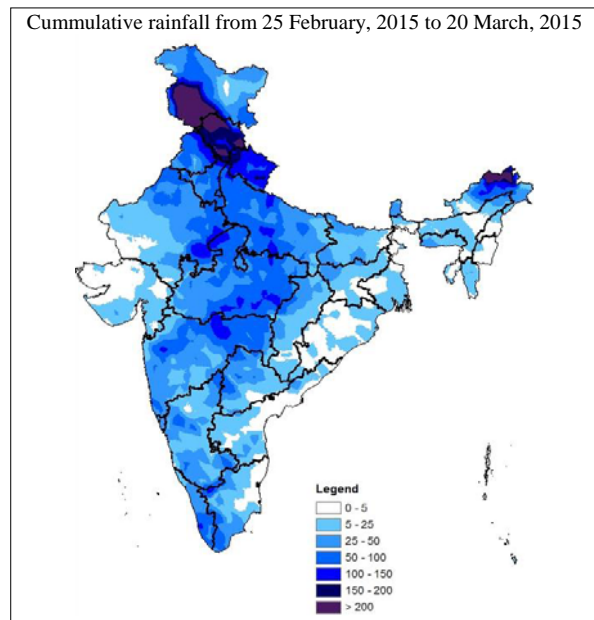 Cummulative rainfall from 25 February, 2015 to 20 March, 2015
Legend
0 - 5
5 - 25
25 - 50
50 - 100
100 - 150
150 - 200
> 200